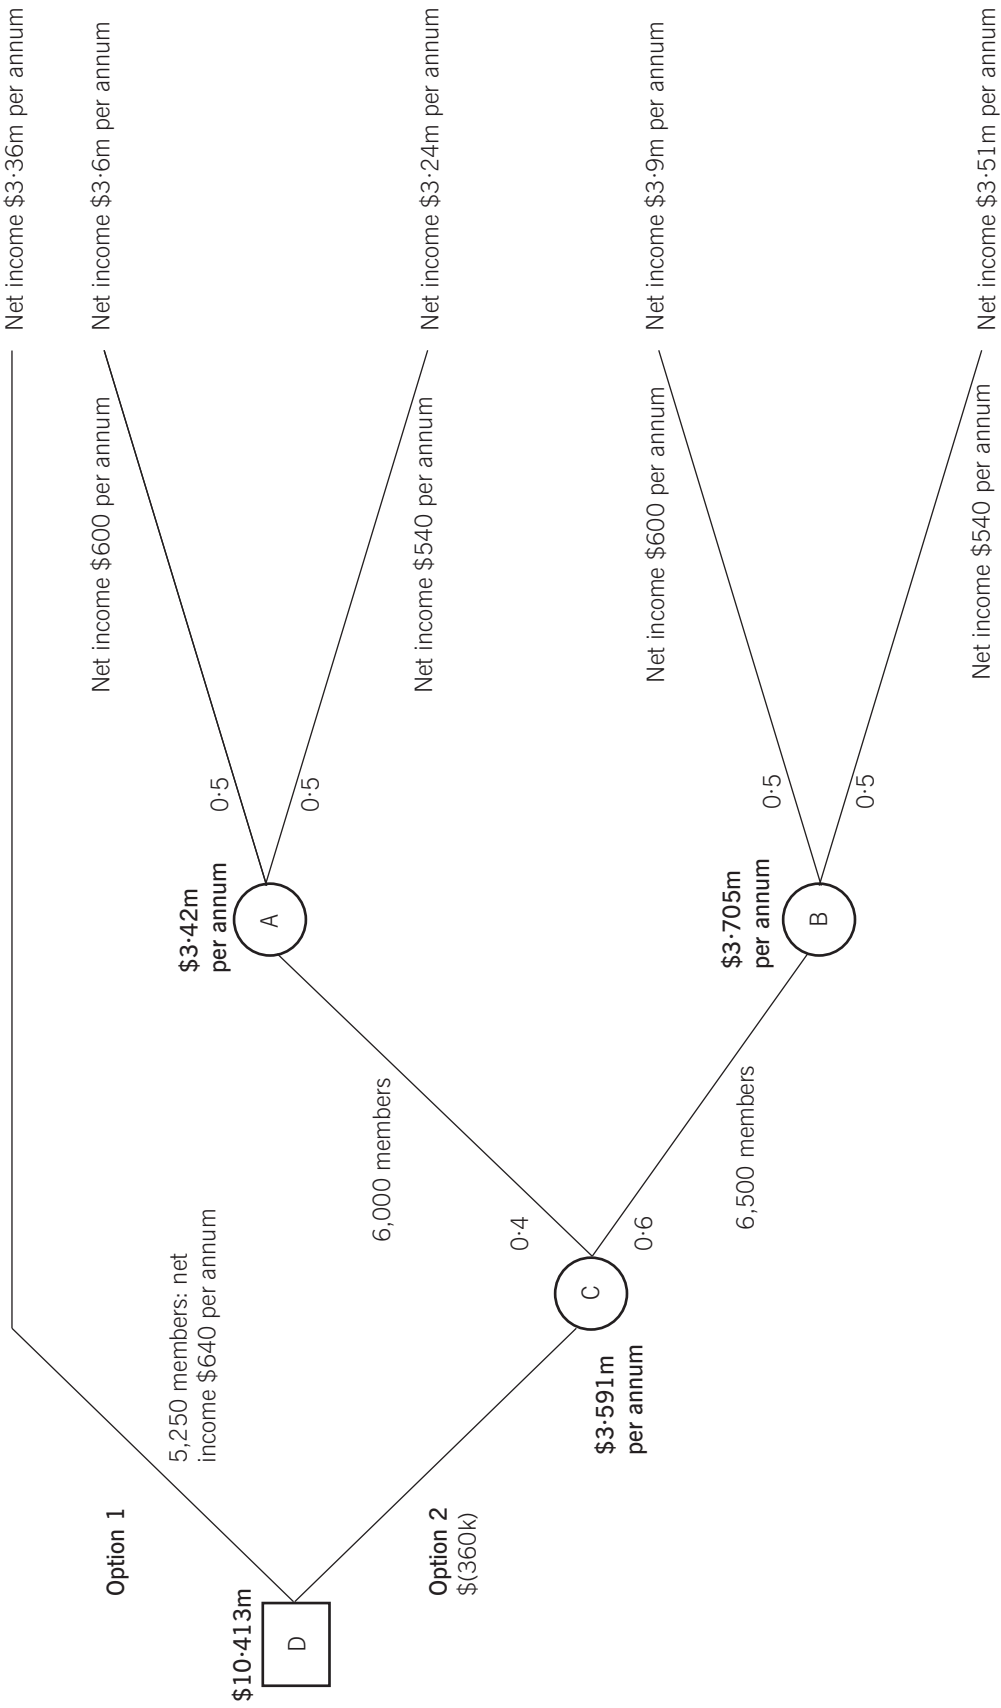 Option 1
5,250 members: net
income $640 per annum
Net income $3·36m per annum
$10·413m
D
Option 2
$(360k)
$3·591m
per annum
C
0·4
6,000 members
0·6
6,500 members
$3·42m
per annum
A
0·5
Net income $600 per annum
Net income $3·6m per annum
0·5
Net income $540 per annum
Net income $3·24m per annum
$3·705m
per annum
B
0·5
Net income $600 per annum
Net income $3·9m per annum
0·5
Net income $540 per annum
Net income $3·51m per annum